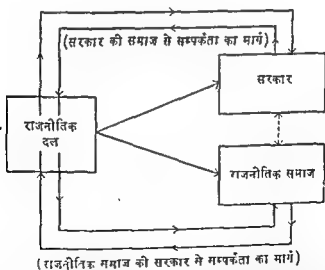 (सरकार की समाज से सम्पर्कता का मार्ग)
सरकार
राजनीतिक
दल
राजनीतिक समाज
(राजनीतिक समाज की सरकार से सम्पर्कता का मार्ग)